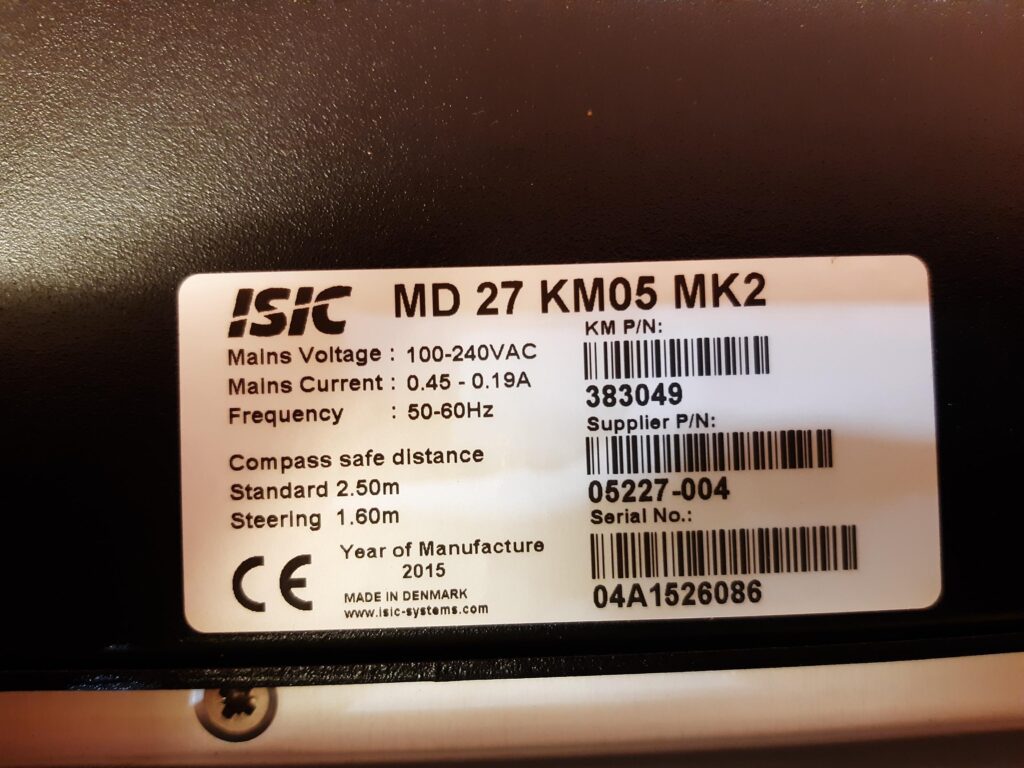 ISIC MD 27 KM05 MK2
Mains Voltage : 100-240VAC
Mains Current : 0.45 - 0.19A
Frequency : 50-60Hz
Compass safe distance
Standard 2.50m
Steering 1.60m
CE
Year of Manufacture
2015
MADE IN DENMARK
www.isic-systems.com
KM P/N:
383049
Supplier P/N:
05227-004
Serial No.:
04A1526086